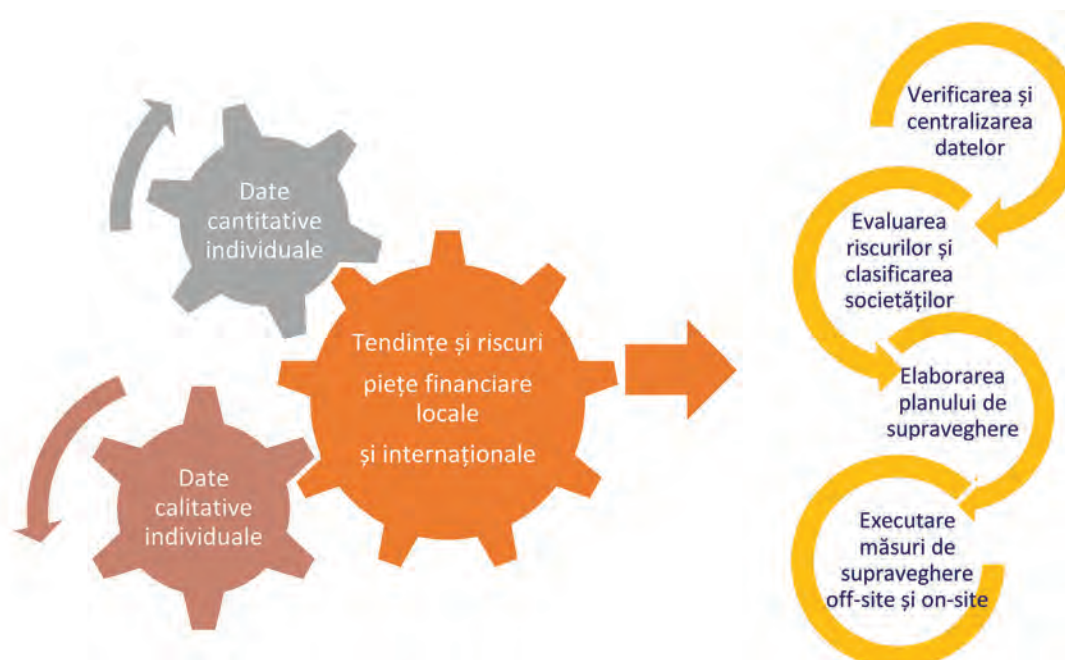 Date
cantitative
individuale
Date
calitative
individuale
Tendințe și riscuri
piețe financiare
locale
și internaționale
Verificarea și
centralizarea
datelor
Evaluarea
riscurilor și
clasificarea
societăților
Elaborarea
planului de
supraveghere
Executare
măsuri de
supraveghere
off-site și on-site